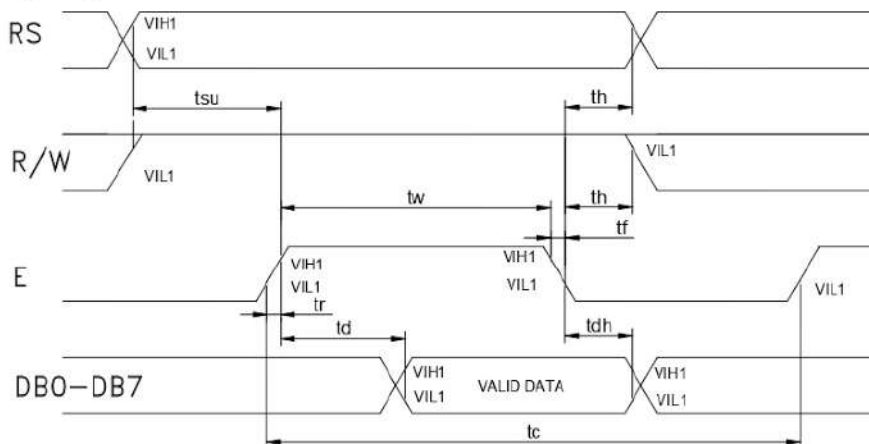 RS
VIH1
VIL1
tsu
th
R/W
VIL1
VIL1
tw
th
tf
E
VIH1
VIL1
VIH1
VIL1
VIL1
tr
td
tdh
DB0-DB7
VIH1
VIL1
VALID DATA
VIH1
VIL1
tc